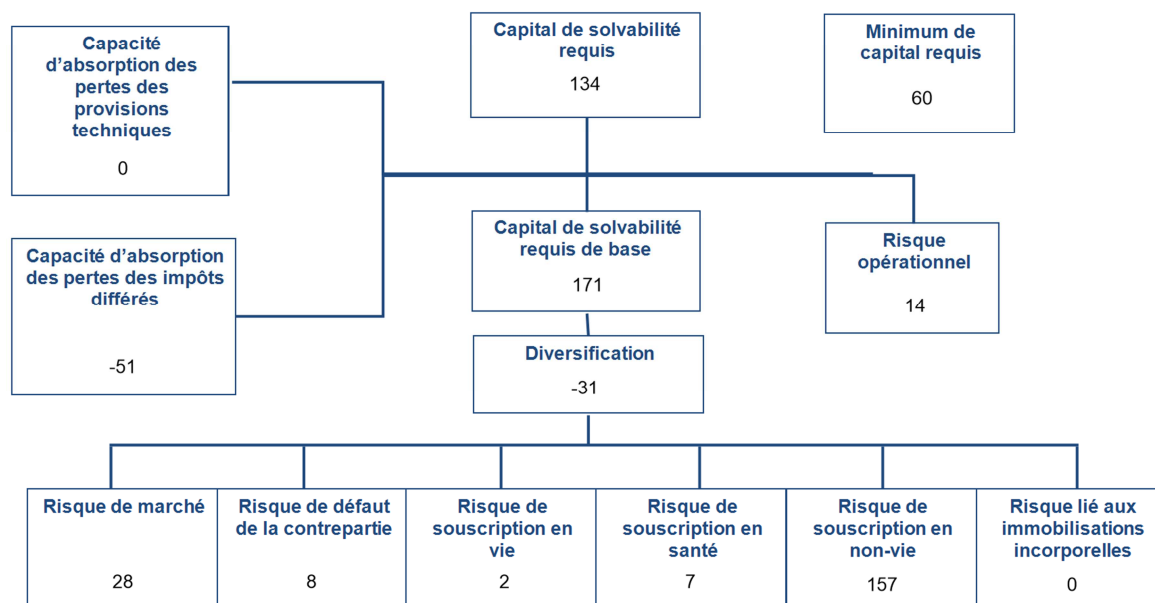 Capacité
d'absorption des
pertes des
provisions
techniques
0
Capital de solvabilité
requis
134
Minimum de
capital requis
60
Capacité d'absorption
des pertes des impôts
différés
-51
Capital de solvabilité
requis de base
171
Risque
opérationnel
14
Diversification
-31
Risque de marché
28
Risque de défaut
de la contrepartie
8
Risque de
souscription en
vie
2
Risque de
souscription en
santé
7
Risque de
souscription en
non-vie
157
Risque lié aux
immobilisations
incorporelles
0